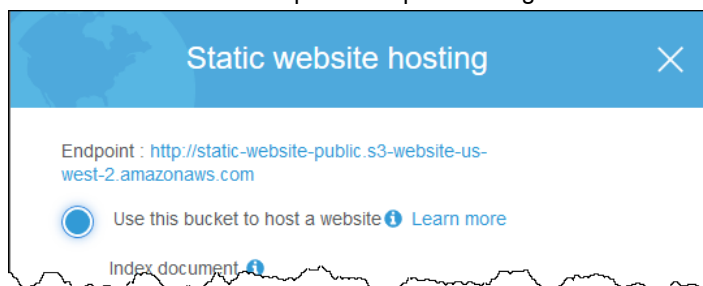 Static website hosting
Endpoint : http://static-website-public.s3-website-us-
west-2.amazonaws.com
Use this bucket to host a website Learn more
Index document